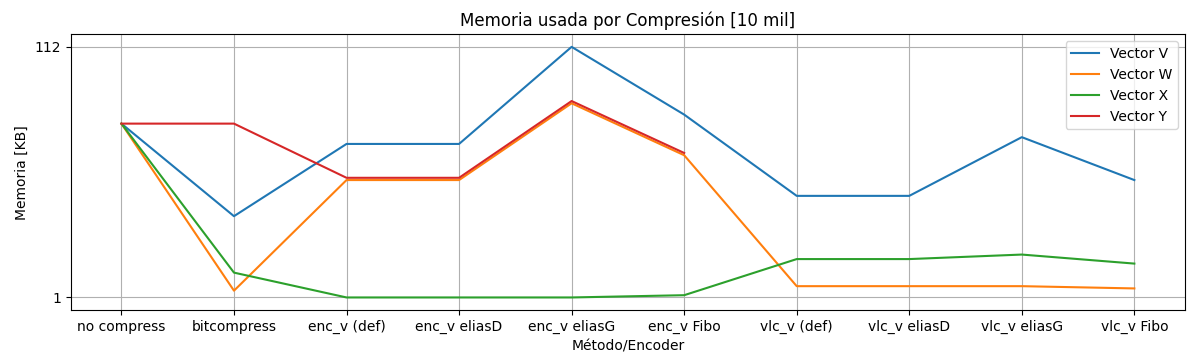 Memoria usada por Compresión [10 mil]
112
Vector V
Vector W
Vector X
Vector Y
Memoria [KB]
1
no compress bitcompress enc_v (def) enc_v eliasD enc_v eliasG enc_v Fibo vlc_v (def) vlc_v eliasD vlc_v eliasG vlc_v Fibo
Método/Encoder